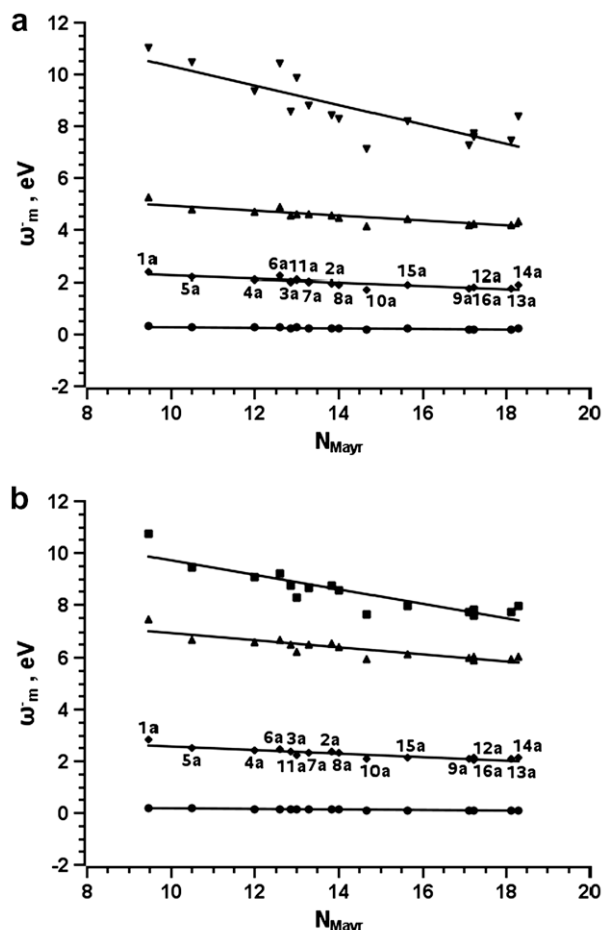 a
12
10
8
6
4
2
0
-2
ω⁻m , eV
1a
5a
4a
6a 11a
3a 7a
2a
8a
10a
15a
9a
12a
16a
14a
13a
8 10 12 14 16 18 20
NMayr
b
12
10
8
6
4
2
0
-2
ω⁻m , eV
1a
5a
4a
6a 3a
11a 7a
2a
8a
10a
15a
9a
12a
16a
14a
13a
8 10 12 14 16 18 20
NMayr